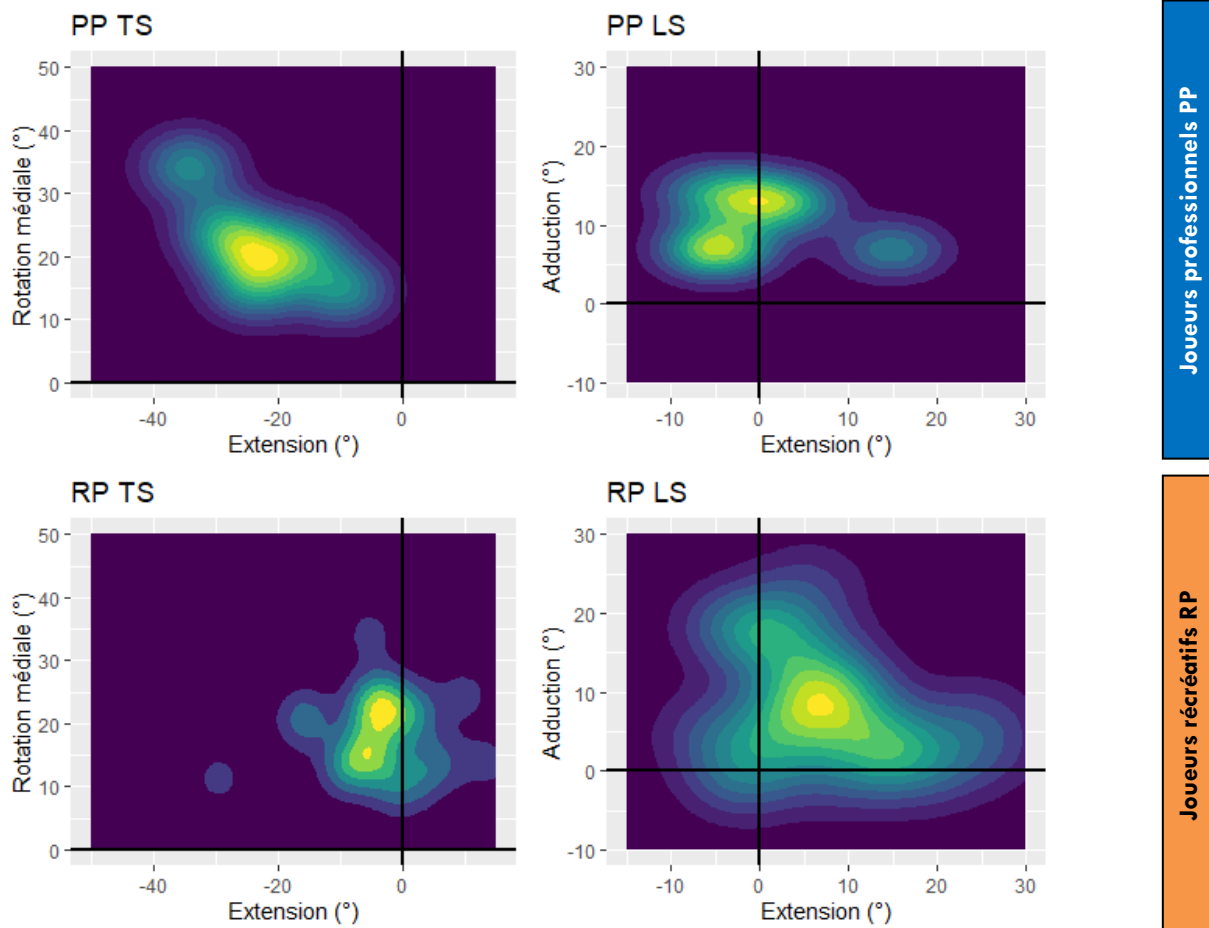 PP TS
50
40
30
20
10
0
Rotation médiale (°)
-40
-20
0
Extension (°)
PP LS
30
20
10
0
-10
Adduction (°)
-10
0
10
20
30
Extension (°)
Joueurs professionnels PP
RP TS
50
40
30
20
10
0
Rotation médiale (°)
-40
-20
0
Extension (°)
RP LS
30
20
10
0
-10
Adduction (°)
-10
0
10
20
30
Extension (°)
Joueurs récréatifs RP